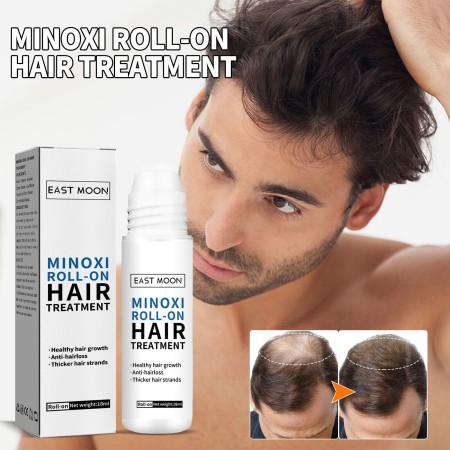 MINOXI ROLL-ON
HAIR TREATMENT
EAST MOON
MINOXI
ROLL-ON
HAIR
TREATMENT
·Healthy hair growth
·Anti-hairloss
·Thicker hair strands
Roll-on Net weight:18ml
EAST MOON
MINOXI
ROLL-ON
HAIR
TREATMENT
·Healthy hair growth
·Anti-hairloss
·Thicker hair strands
Roll-on Net weight:18ml